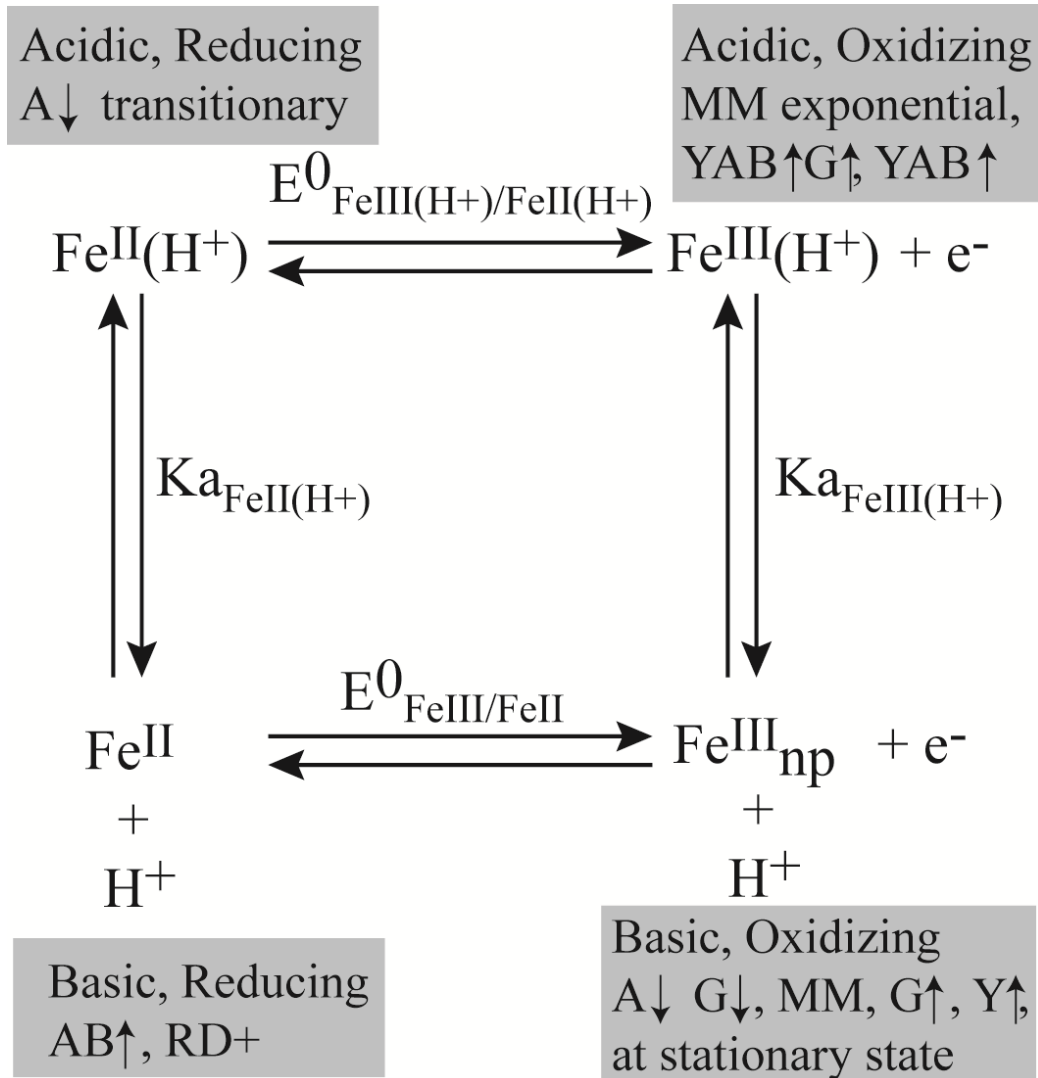 Acidic, Reducing
A↓ transitionary
Acidic, Oxidizing
MM exponential,
YAB↑G↑, YAB↑
E⁰FeIII(H+)/FeII(H+)
Feᴵᴵ(H⁺)
Feᴵᴵᴵ(H⁺) + e⁻
KaFeII(H+)
KaFeIII(H+)
E⁰FeIII/FeII
Feᴵᴵ
Feᴵᴵᴵnp + e⁻
+
+
H⁺
H⁺
Basic, Reducing
AB↑, RD+
Basic, Oxidizing
A↓ G↓, MM, G↑, Y↑,
at stationary state